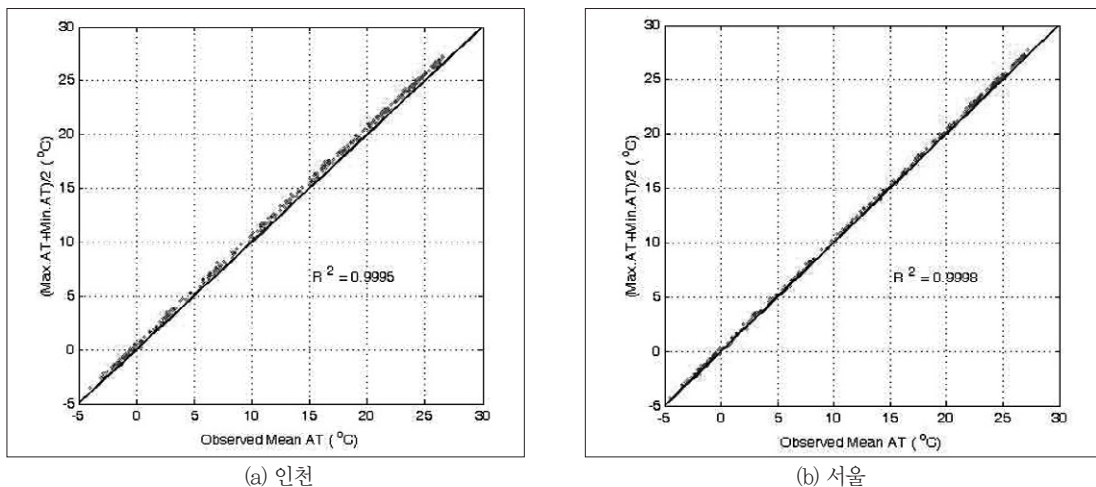 30
25
20
15
10
5
0
-5
(Max.AT+Min.AT)/2 ( °C)
R 2 = 0.9995
-5 0 5 10 15 20 25 30
Observed Mean AT ( °C)
(a) 인천
30
25
20
15
10
5
0
-5
(Max.AT+Min.AT)/2 ( °C)
R 2 = 0.9998
-5 0 5 10 15 20 25 30
Observed Mean AT ( °C)
(b) 서울